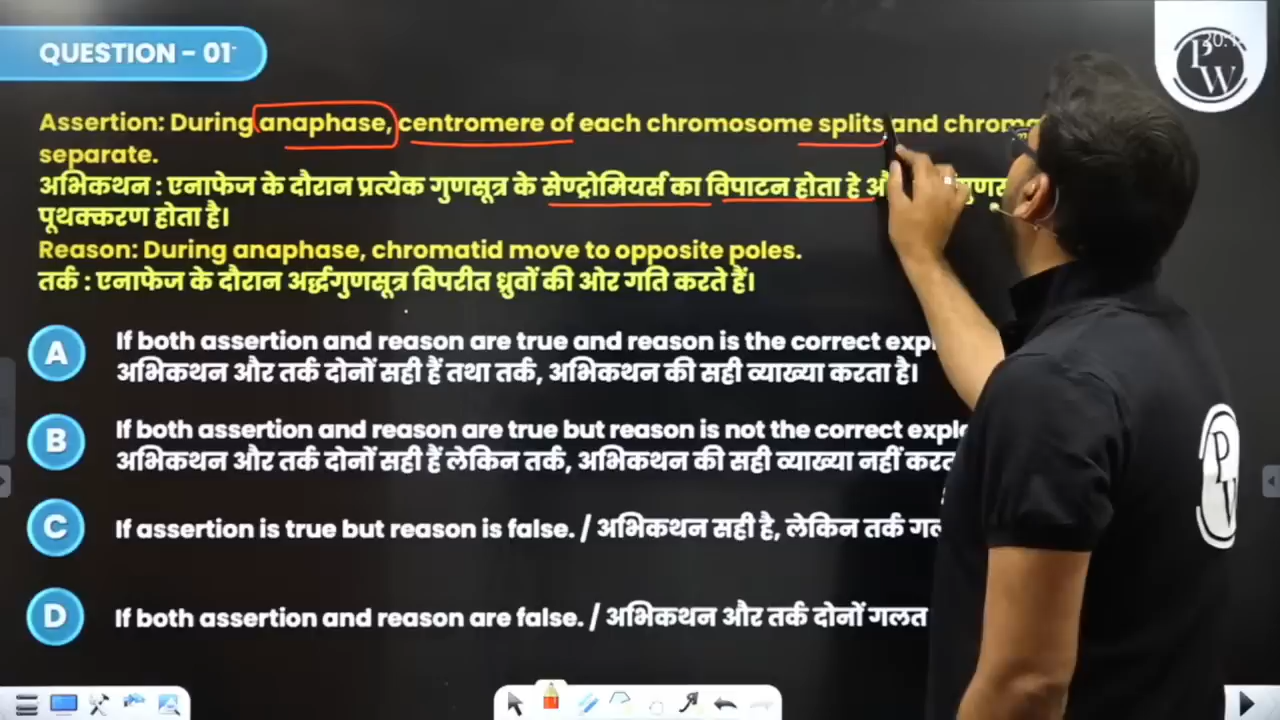 QUESTION - 01
Assertion: During anaphase, centromere of each chromosome splits and
separate.
अभिकथन : एनाफेज के दौरान प्रत्येक गुणसूत्र के सेण्ट्रोमियर्स का विपाटन होता हे
पूथक्करण होता है।
Reason: During anaphase, chromatid move to opposite poles.
तर्क : एनाफेज के दौरान अर्द्धगुणसूत्र विपरीत ध्रुवों की ओर गति करते हैं।
A
If both assertion and reason are true and reason is the correct
अभिकथन और तर्क दोनों सही हैं तथा तर्क, अभिकथन की सही व्याख्या करता है।
B
If both assertion and reason are true but reason is not the correct
अभिकथन और तर्क दोनों सही हैं लेकिन तर्क, अभिकथन की सही व्याख्या नहीं
C
If assertion is true but reason is false. / अभिकथन सही है, लेकिन तर्क
D
If both assertion and reason are false. / अभिकथन और तर्क दोनों गलत
PW
PW